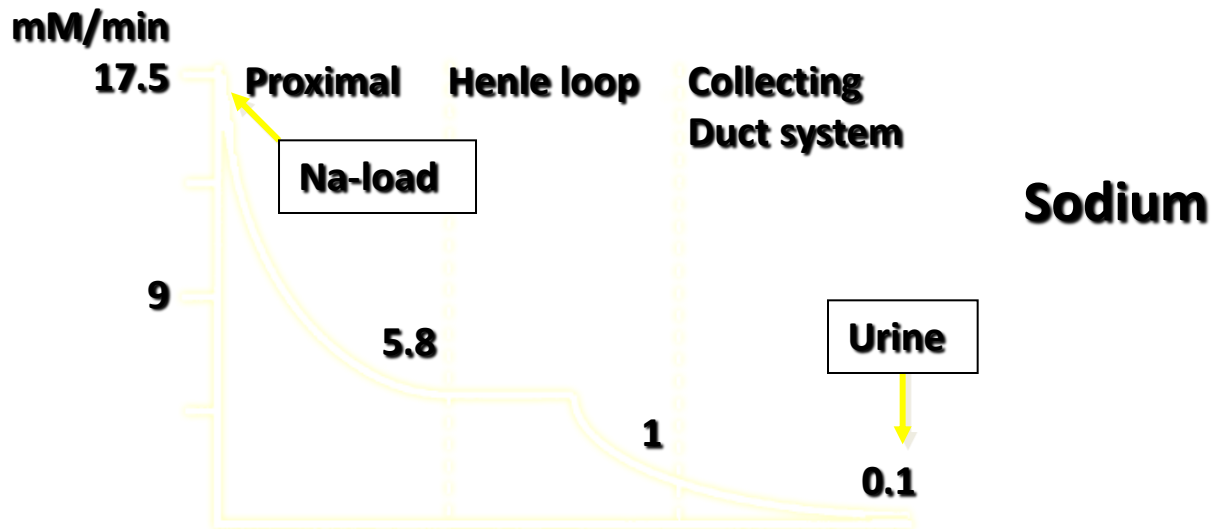 mM/min
17.5
Proximal
Henle loop
Collecting
Duct system
Na-load
Sodium
9
5.8
Urine
1
0.1